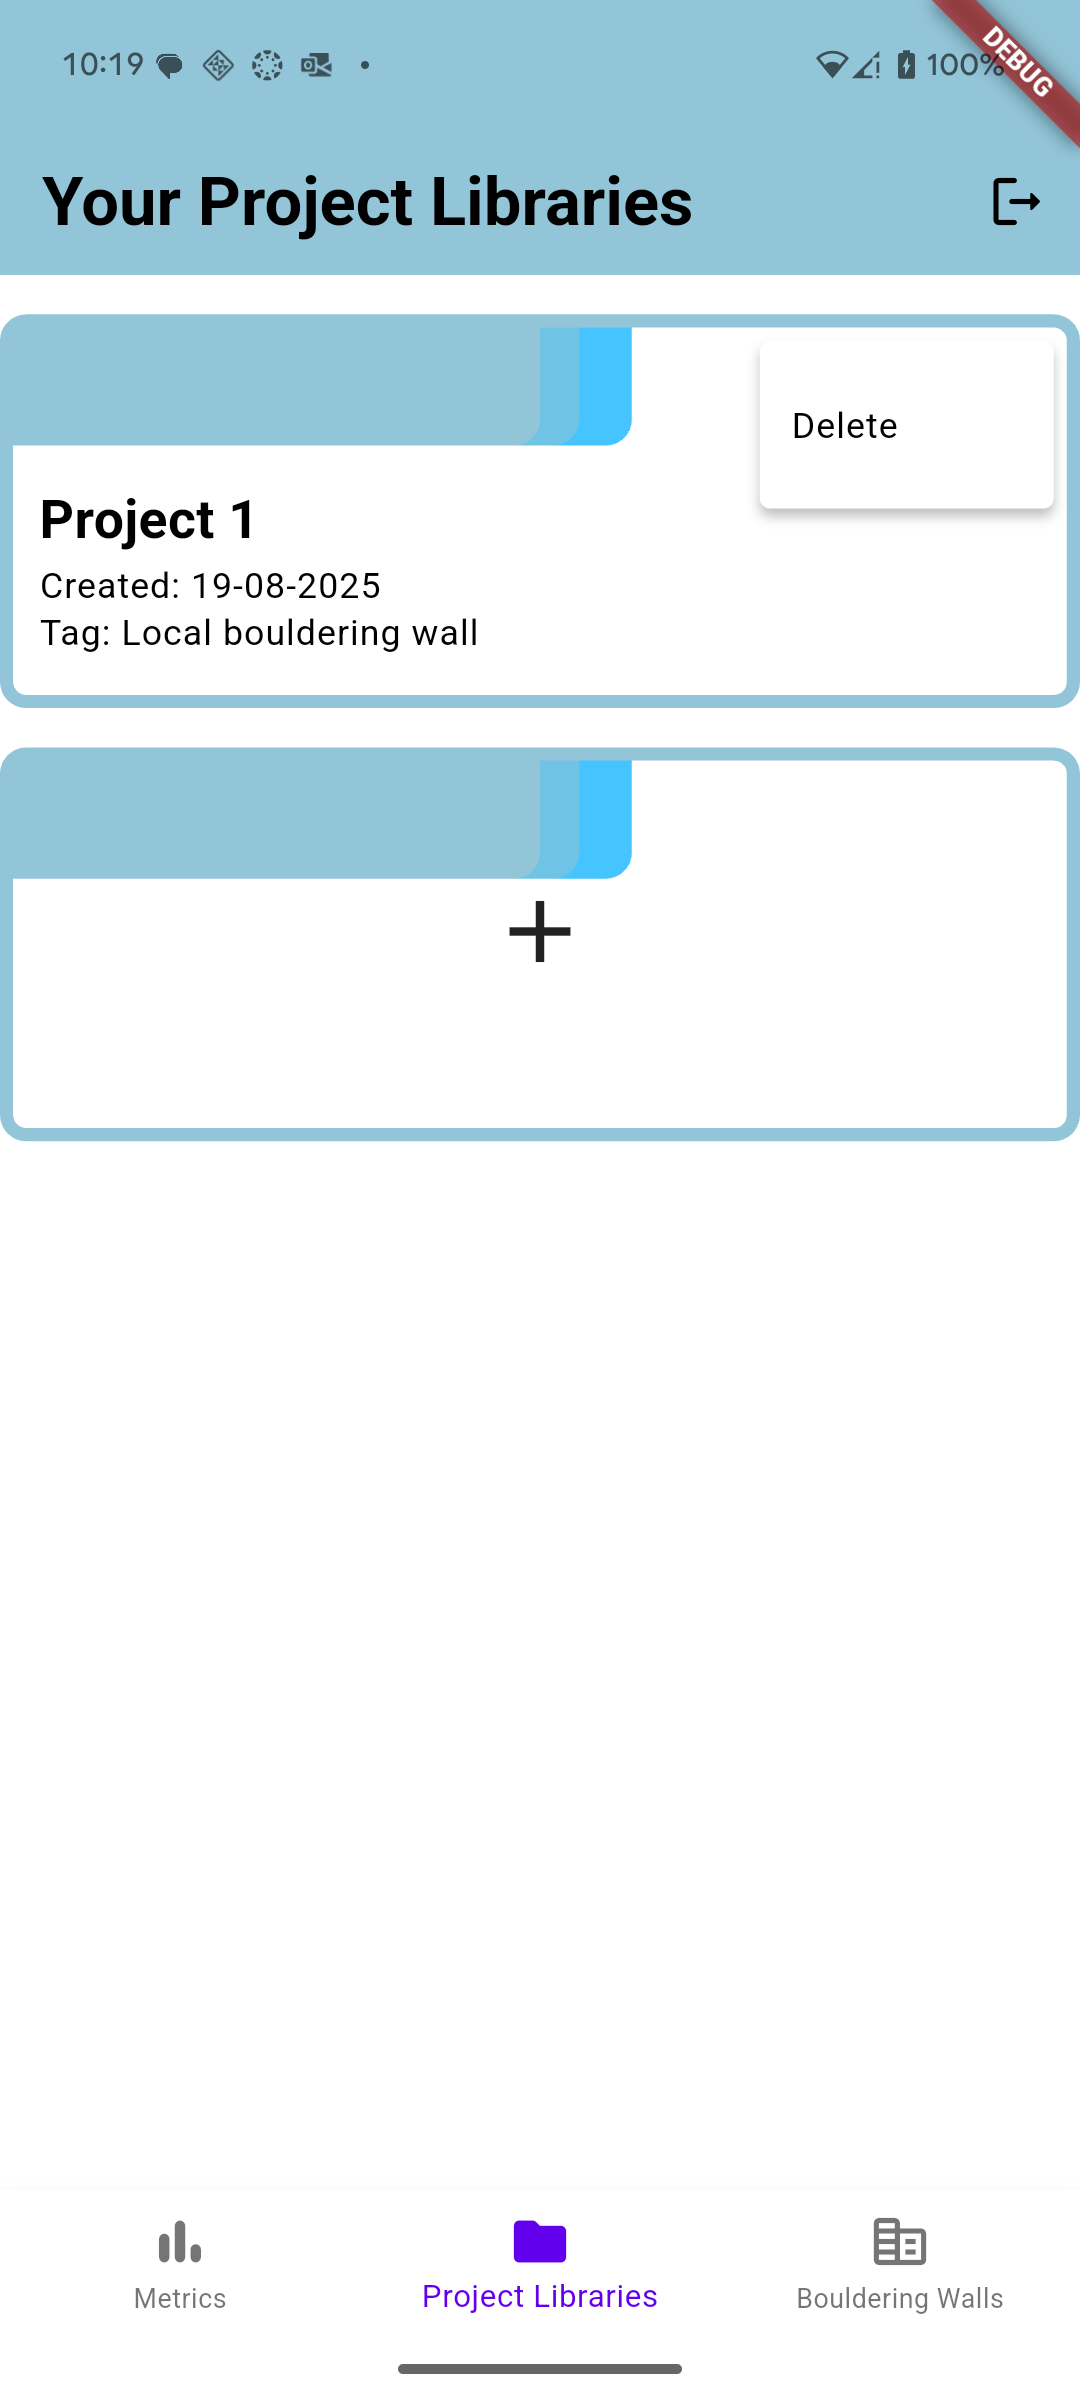 10:19
100%
DEBUG
Your Project Libraries
Delete
Project 1
Created: 19-08-2025
Tag: Local bouldering wall
Metrics
Project Libraries
Bouldering Walls